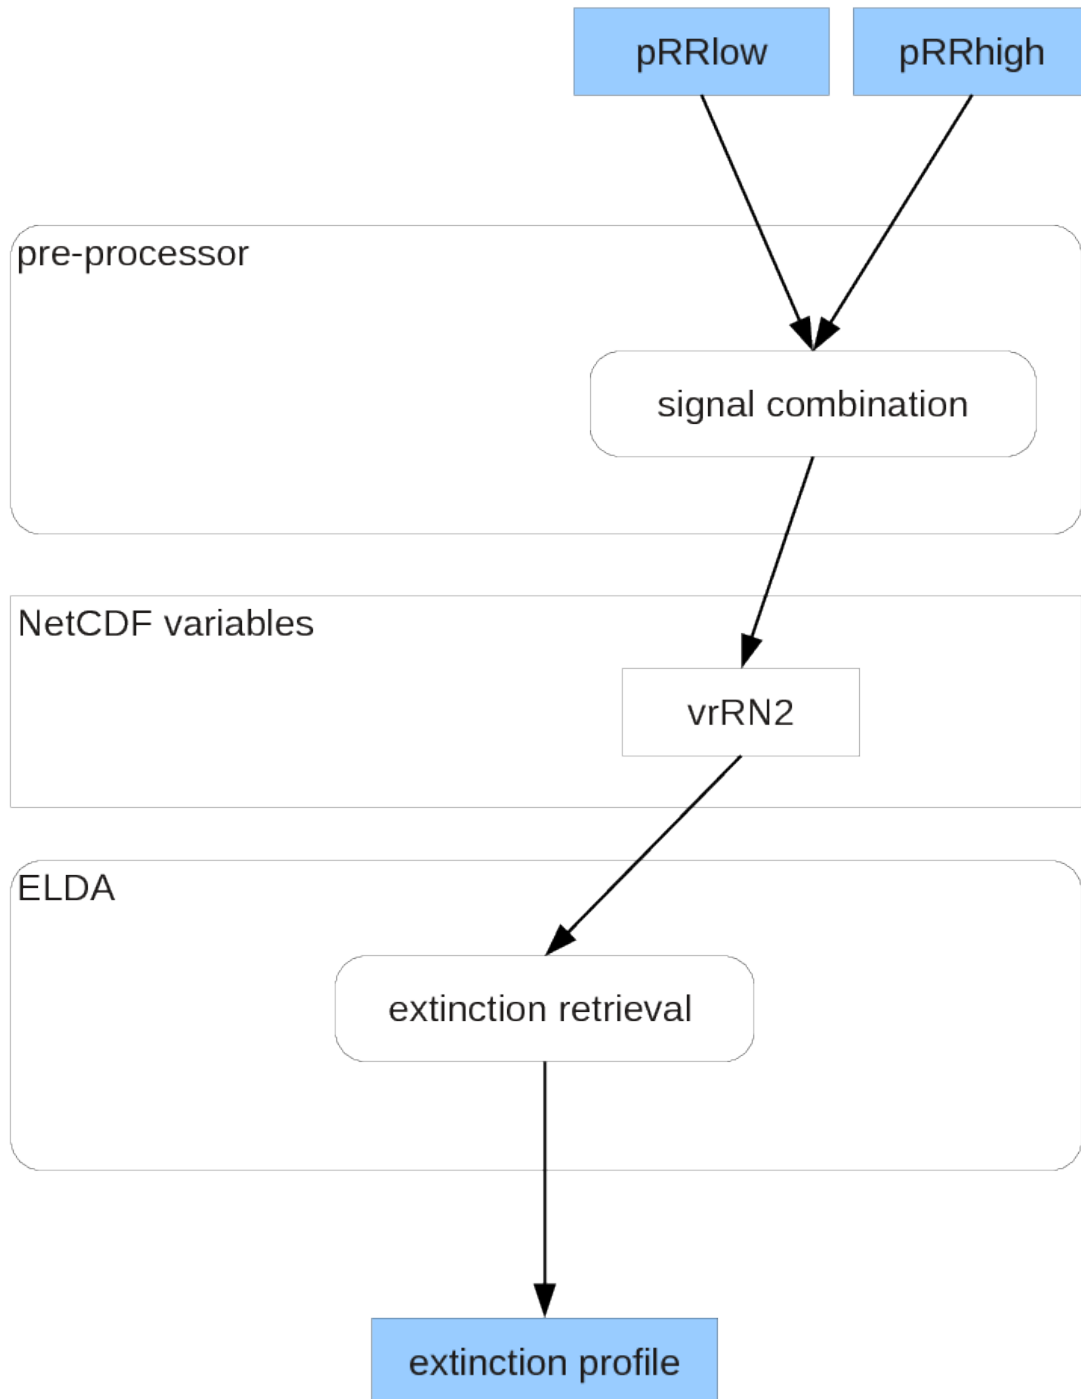 pRRlow
pRRhigh
pre-processor
signal combination
NetCDF variables
vrRN2
ELDA
extinction retrieval
extinction profile